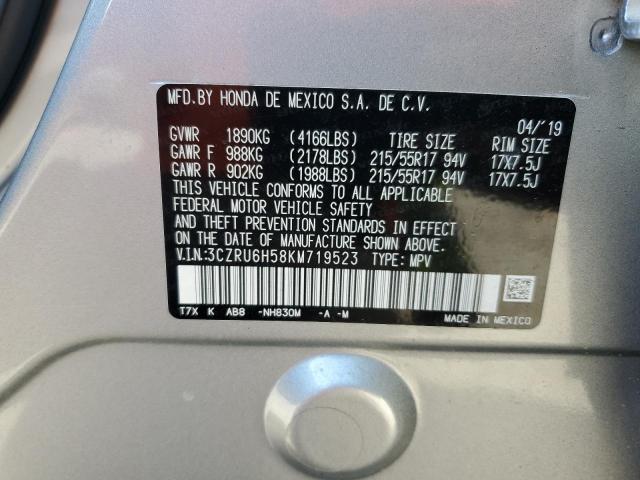 MFD. BY HONDA DE MEXICO S.A. DE C.V.
04/'19
GVWR 1890KG (4166LBS) TIRE SIZE RIM SIZE
GAWR F 988KG (2178LBS) 215/55R17 94V 17X7.5J
GAWR R 902KG (1988LBS) 215/55R17 94V 17X7.5J
THIS VEHICLE CONFORMS TO ALL APPLICABLE
FEDERAL MOTOR VEHICLE SAFETY
AND THEFT PREVENTION STANDARDS IN EFFECT
ON THE DATE OF MANUFACTURE SHOWN ABOVE.
V.I.N.:3CZRU6H58KM719523 TYPE: MPV
T7X K AB8 -NH830M -A -M
MADE IN MEXICO